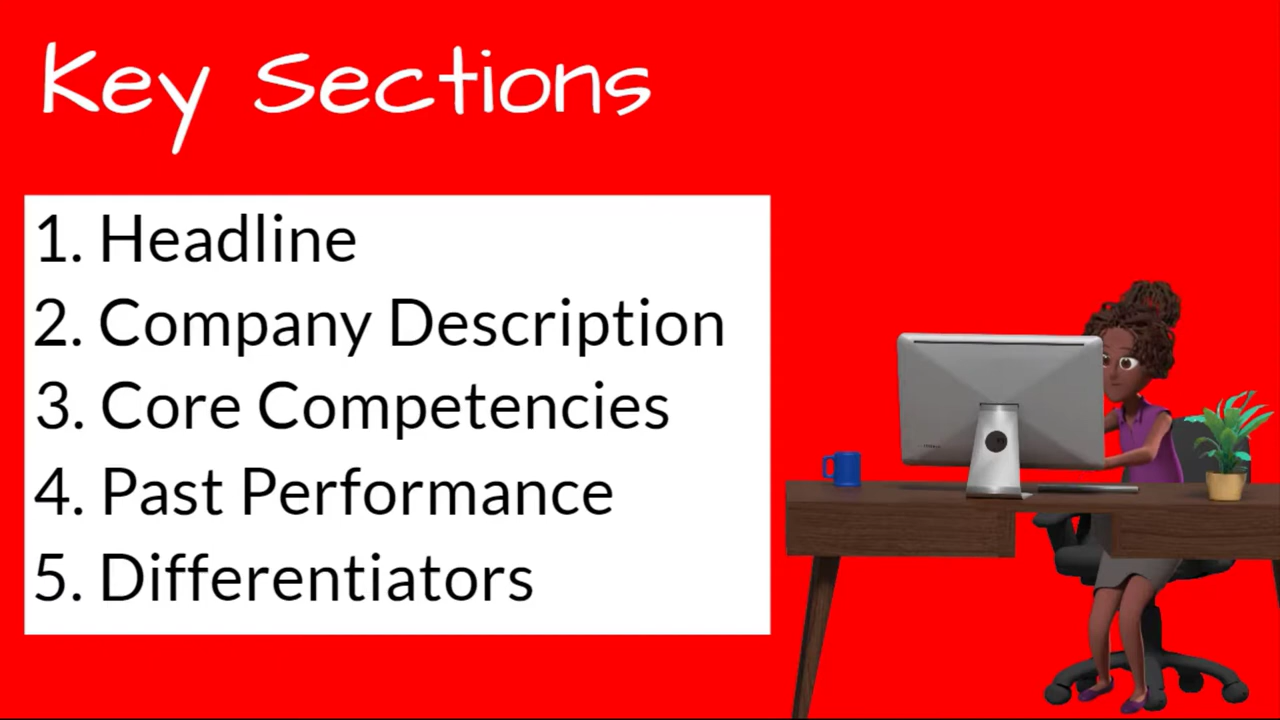 Key Sections
1. Headline
2. Company Description
3. Core Competencies
4. Past Performance
5. Differentiators